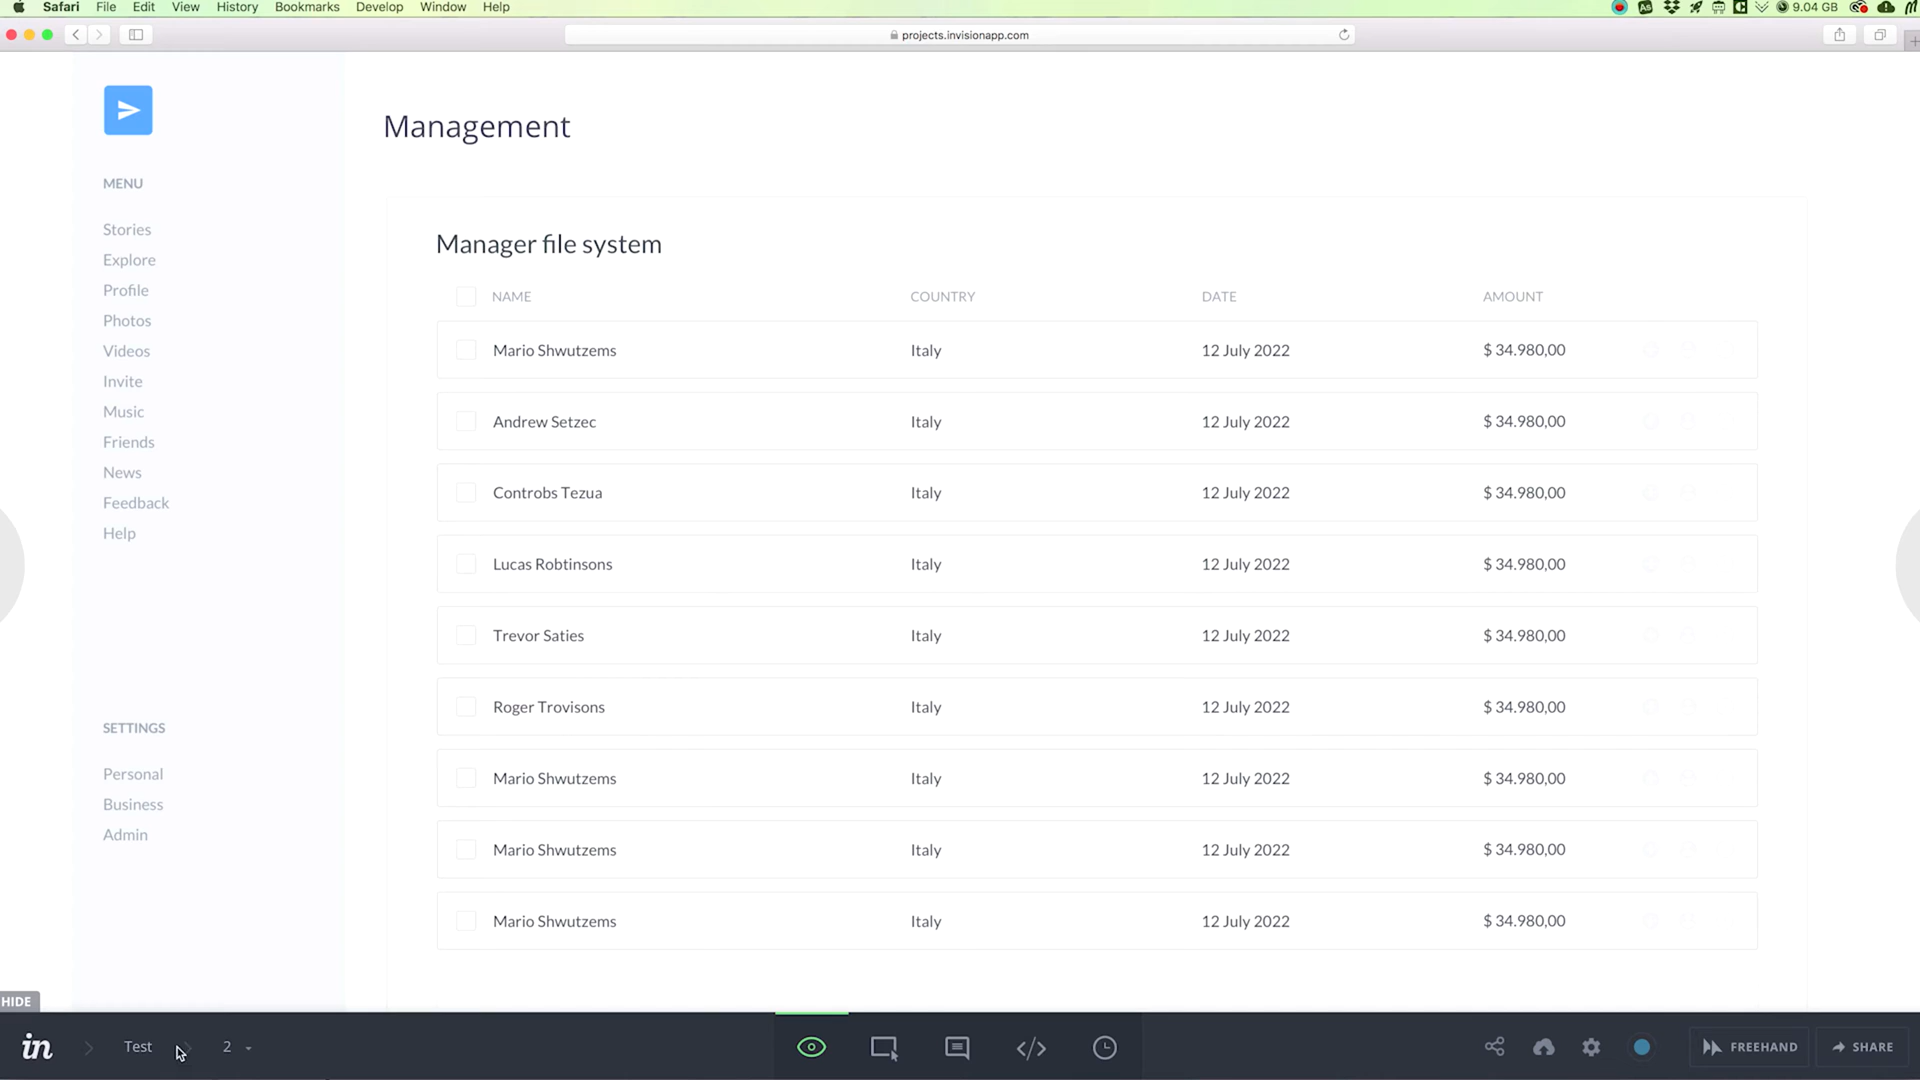 Safari File Edit View History Bookmarks Develop Window Help 9.04 GB
projects.invisionapp.com
Management
MENU
Stories
Explore
Profile
Photos
Videos
Invite
Music
Friends
News
Feedback
Help
SETTINGS
Personal
Business
Admin
Manager file system
NAME COUNTRY DATE AMOUNT
Mario Shwutzems Italy 12 July 2022 $ 34.980,00
Andrew Setzec Italy 12 July 2022 $ 34.980,00
Controbs Tezua Italy 12 July 2022 $ 34.980,00
Lucas Robtinsons Italy 12 July 2022 $ 34.980,00
Trevor Saties Italy 12 July 2022 $ 34.980,00
Roger Trovisons Italy 12 July 2022 $ 34.980,00
Mario Shwutzems Italy 12 July 2022 $ 34.980,00
Mario Shwutzems Italy 12 July 2022 $ 34.980,00
Mario Shwutzems Italy 12 July 2022 $ 34.980,00
HIDE
in Test 2 FREEHAND SHARE